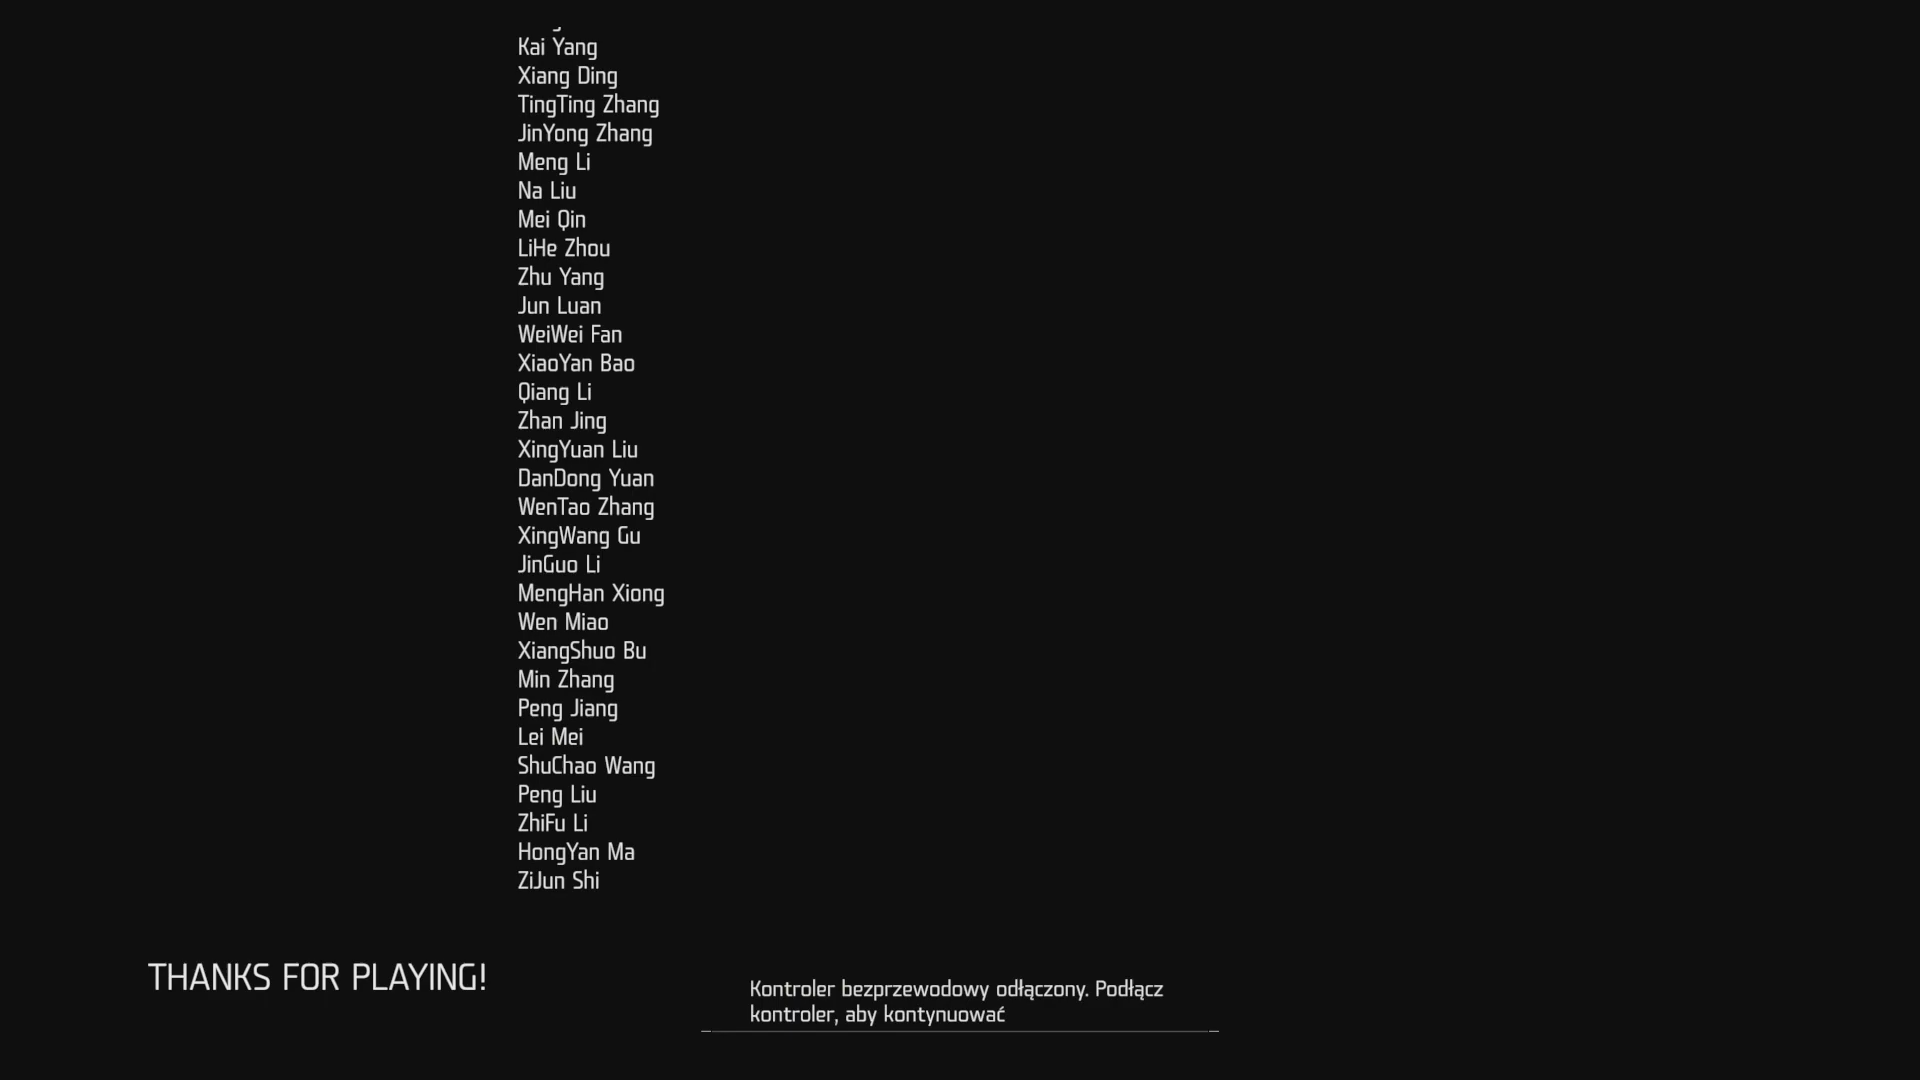 Kai Yang
Xiang Ding
TingTing Zhang
JinYong Zhang
Meng Li
Na Liu
Mei Qin
LiHe Zhou
Zhu Yang
Jun Luan
WeiWei Fan
XiaoYan Bao
Qiang Li
Zhan Jing
XingYuan Liu
DanDong Yuan
WenTao Zhang
XingWang Gu
JinGuo Li
MengHan Xiong
Wen Miao
XiangShuo Bu
Min Zhang
Peng Jiang
Lei Mei
ShuChao Wang
Peng Liu
ZhiFu Li
HongYan Ma
ZiJun Shi
THANKS FOR PLAYING!
Kontroler bezprzewodowy odłączony. Podłącz
kontroler, aby kontynuować